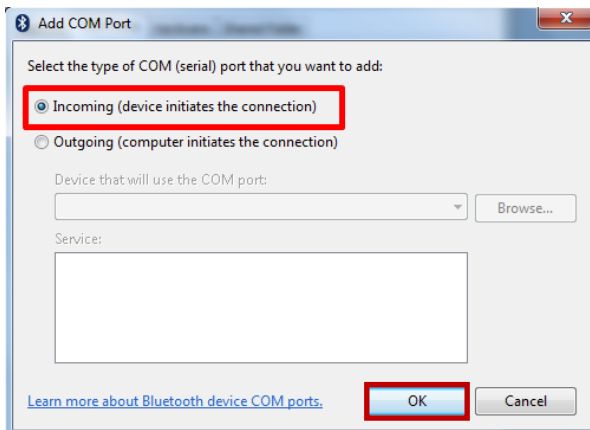 Add COM Port
Select the type of COM (serial) port that you want to add:
Incoming (device initiates the connection)
Outgoing (computer initiates the connection)
Device that will use the COM port:
Browse...
Service:
Learn more about Bluetooth device COM ports.
OK
Cancel